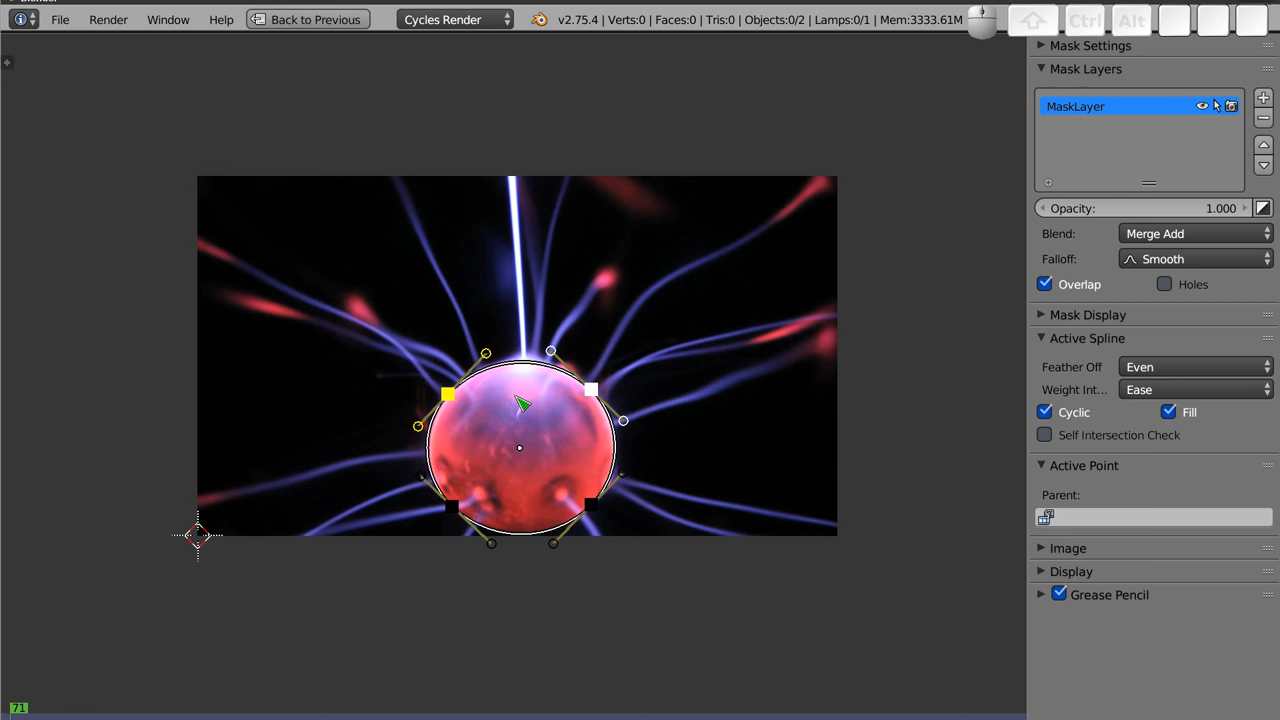 File Render Window Help Back to Previous Cycles Render v2.75.4 | Verts:0 | Faces:0 | Tris:0 | Objects:0/2 | Lamps:0/1 | Mem:3333.61M Ctrl Alt
Mask Settings
Mask Layers
MaskLayer
Opacity: 1.000
Blend: Merge Add
Falloff: Smooth
Overlap Holes
Mask Display
Active Spline
Feather Off Even
Weight Int... Ease
Cyclic Fill
Self Intersection Check
Active Point
Parent:
Image
Display
Grease Pencil
71